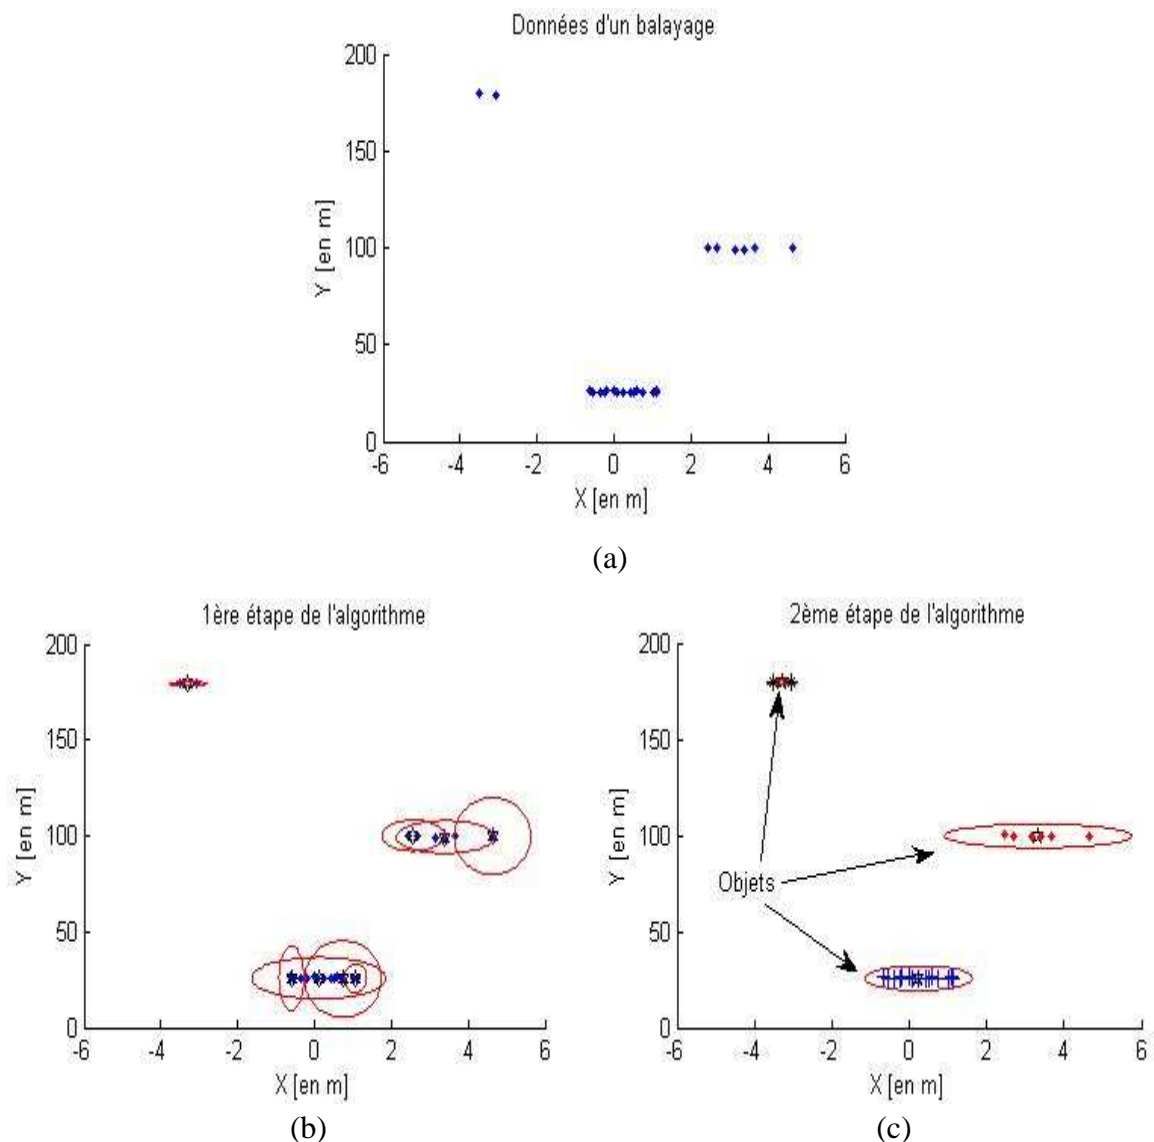 Données d'un balayage
200
150
100
50
0
Y [en m]
-6 -4 -2 0 2 4 6
X [en m]
(a)
1ère étape de l'algorithme
200
150
100
50
0
Y [en m]
-6 -4 -2 0 2 4 6
X [en m]
(b)
2ème étape de l'algorithme
200
150
100
50
0
Y [en m]
Objets
-6 -4 -2 0 2 4 6
X [en m]
(c)